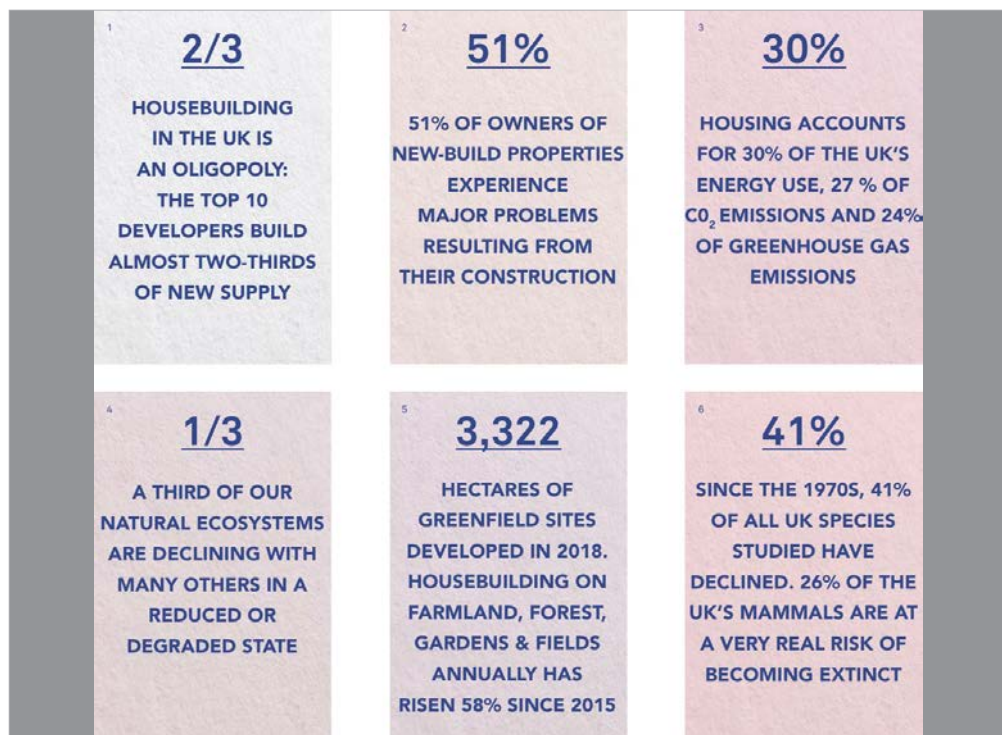 1
2/3
HOUSEBUILDING
IN THE UK IS
AN OLIGOPOLY:
THE TOP 10
DEVELOPERS BUILD
ALMOST TWO-THIRDS
OF NEW SUPPLY
2
51%
51% OF OWNERS OF
NEW-BUILD PROPERTIES
EXPERIENCE
MAJOR PROBLEMS
RESULTING FROM
THEIR CONSTRUCTION
3
30%
HOUSING ACCOUNTS
FOR 30% OF THE UK'S
ENERGY USE, 27 % OF
C0₂ EMISSIONS AND 24%
OF GREENHOUSE GAS
EMISSIONS
4
1/3
A THIRD OF OUR
NATURAL ECOSYSTEMS
ARE DECLINING WITH
MANY OTHERS IN A
REDUCED OR
DEGRADED STATE
5
3,322
HECTARES OF
GREENFIELD SITES
DEVELOPED IN 2018.
HOUSEBUILDING ON
FARMLAND, FOREST,
GARDENS & FIELDS
ANNUALLY HAS
RISEN 58% SINCE 2015
6
41%
SINCE THE 1970S, 41%
OF ALL UK SPECIES
STUDIED HAVE
DECLINED. 26% OF THE
UK'S MAMMALS ARE AT
A VERY REAL RISK OF
BECOMING EXTINCT